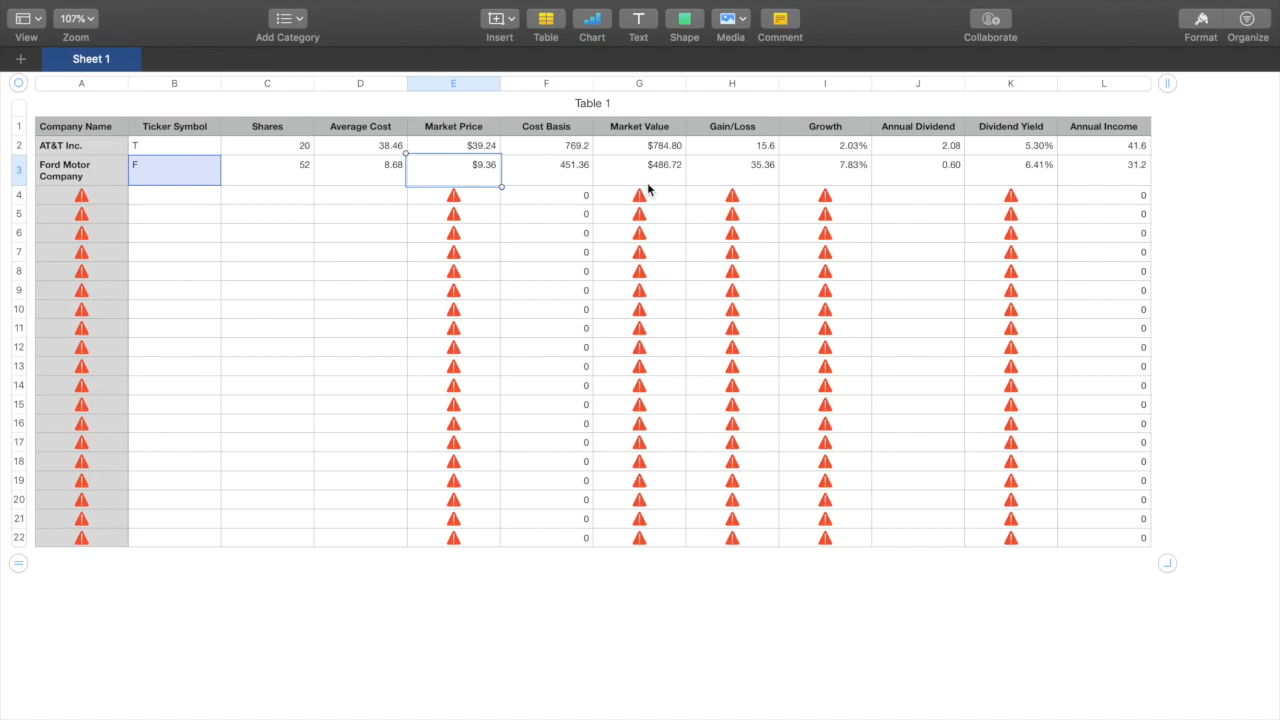 107%
View Zoom Add Category Insert Table Chart Text Shape Media Comment Collaborate Format Organize
Sheet 1
A B C D E F G H I J K L
Table 1
1 Company Name Ticker Symbol Shares Average Cost Market Price Cost Basis Market Value Gain/Loss Growth Annual Dividend Dividend Yield Annual Income
2 AT&T Inc. T 20 38.46 $39.24 769.2 $784.80 15.6 2.03% 2.08 5.30% 41.6
3 Ford Motor Company F 52 8.68 $9.36 451.36 $486.72 35.36 7.83% 0.60 6.41% 31.2
4 0 0
5 0 0
6 0 0
7 0 0
8 0 0
9 0 0
10 0 0
11 0 0
12 0 0
13 0 0
14 0 0
15 0 0
16 0 0
17 0 0
18 0 0
19 0 0
20 0 0
21 0 0
22 0 0